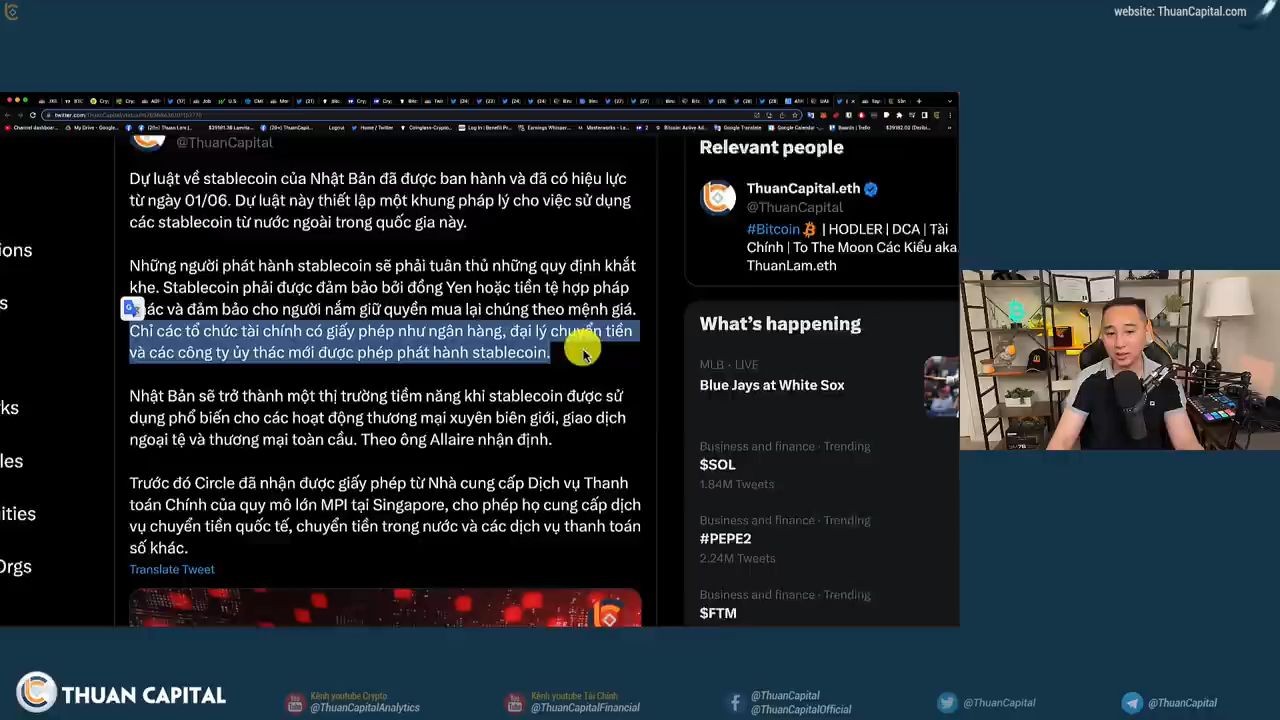 website: ThuanCapital.com
@ThuanCapital
Dự luật về stablecoin của Nhật Bản đã được ban hành và đã có hiệu lực
từ ngày 01/06. Dự luật này thiết lập một khung pháp lý cho việc sử dụng
các stablecoin từ nước ngoài trong quốc gia này.
Những người phát hành stablecoin sẽ phải tuân thủ những quy định khắt
khe. Stablecoin phải được đảm bảo bởi đồng Yen hoặc tiền tệ hợp pháp
ác và đảm bảo cho người nắm giữ quyền mua lại chúng theo mệnh giá.
Chỉ các tổ chức tài chính có giấy phép như ngân hàng, đại lý chuyển tiền
và các công ty ủy thác mới được phép phát hành stablecoin.
Nhật Bản sẽ trở thành một thị trường tiềm năng khi stablecoin được sử
dụng phổ biến cho các hoạt động thương mại xuyên biên giới, giao dịch
ngoại tệ và thương mại toàn cầu. Theo ông Allaire nhận định.
Trước đó Circle đã nhận được giấy phép từ Nhà cung cấp Dịch vụ Thanh
toán Chính của quy mô lớn MPI tại Singapore, cho phép họ cung cấp dịch
vụ chuyển tiền quốc tế, chuyển tiền trong nước và các dịch vụ thanh toán
số khác.
Translate Tweet
ions
s
ks
les
ities
Orgs
Relevant people
ThuanCapital.eth
@ThuanCapital
#Bitcoin | HODLER | DCA | Tài
Chính | To The Moon Các Kiểu aka.
ThuanLam.eth
What's happening
MLB · LIVE
Blue Jays at White Sox
Business and finance · Trending
$SOL
1.84M Tweets
Business and finance · Trending
#PEPE2
2.24M Tweets
Business and finance · Trending
$FTM
THUAN CAPITAL
Kênh youtube Crypto
@ThuanCapitalAnalytics
Kênh youtube Tài Chính
@ThuanCapitalFinancial
@ThuanCapital
@ThuanCapitalOfficial
@ThuanCapital
@ThuanCapital